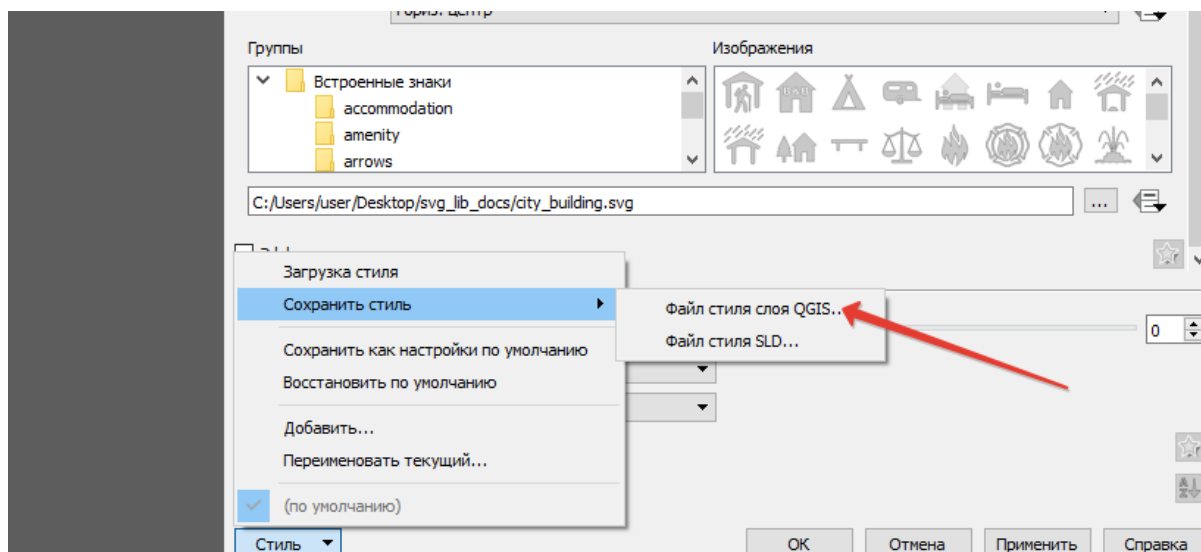 Гориз. центр
Группы
Изображения
Встроенные знаки
accommodation
amenity
arrows
B&B
C:/Users/user/Desktop/svg_lib_docs/city_building.svg
...
Загрузка стиля
Сохранить стиль
Файл стиля слоя QGIS..
Файл стиля SLD...
0
Сохранить как настройки по умолчанию
Восстановить по умолчанию
Добавить...
Переименовать текущий...
(по умолчанию)
Стиль
OK
Отмена
Применить
Справка